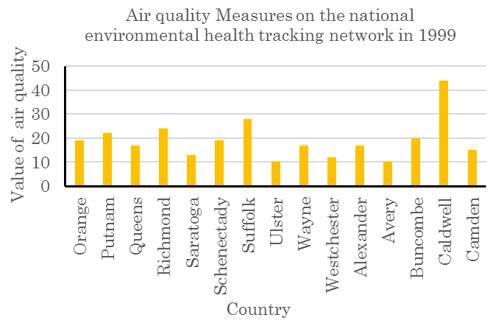 Air quality Measures on the national
environmental health tracking network in 1999
Value of air quality
50
40
30
20
10
0
Orange
Putnam
Queens
Richmond
Saratoga
Schenectady
Suffolk
Ulster
Wayne
Westchester
Alexander
Avery
Buncombe
Caldwell
Camden
Country